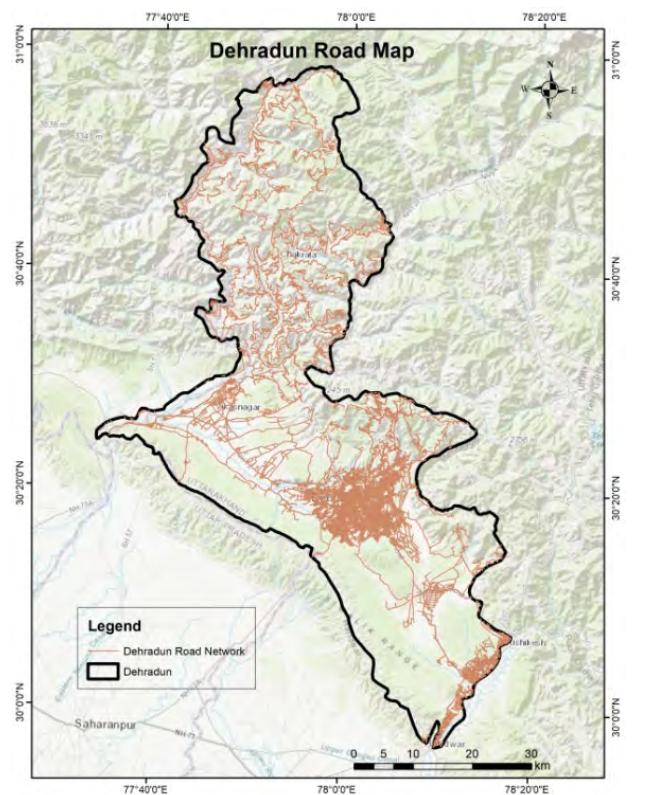 77°40'0"E 78°0'0"E 78°20'0"E
Dehradun Road Map
31°0'0"N
31°0'0"N
N
W E
S
3341 m
Chakrata
30°40'0"N
30°40'0"N
245 m
30°20'0"N
30°20'0"N
UTTARAKHAND
UTTAR PRADESH
RANGE
Legend
Dehradun Road Network
Dehradun
30°0'0"N
30°0'0"N
Saharanpur
0 5 10 20 30
km
77°40'0"E 78°0'0"E 78°20'0"E